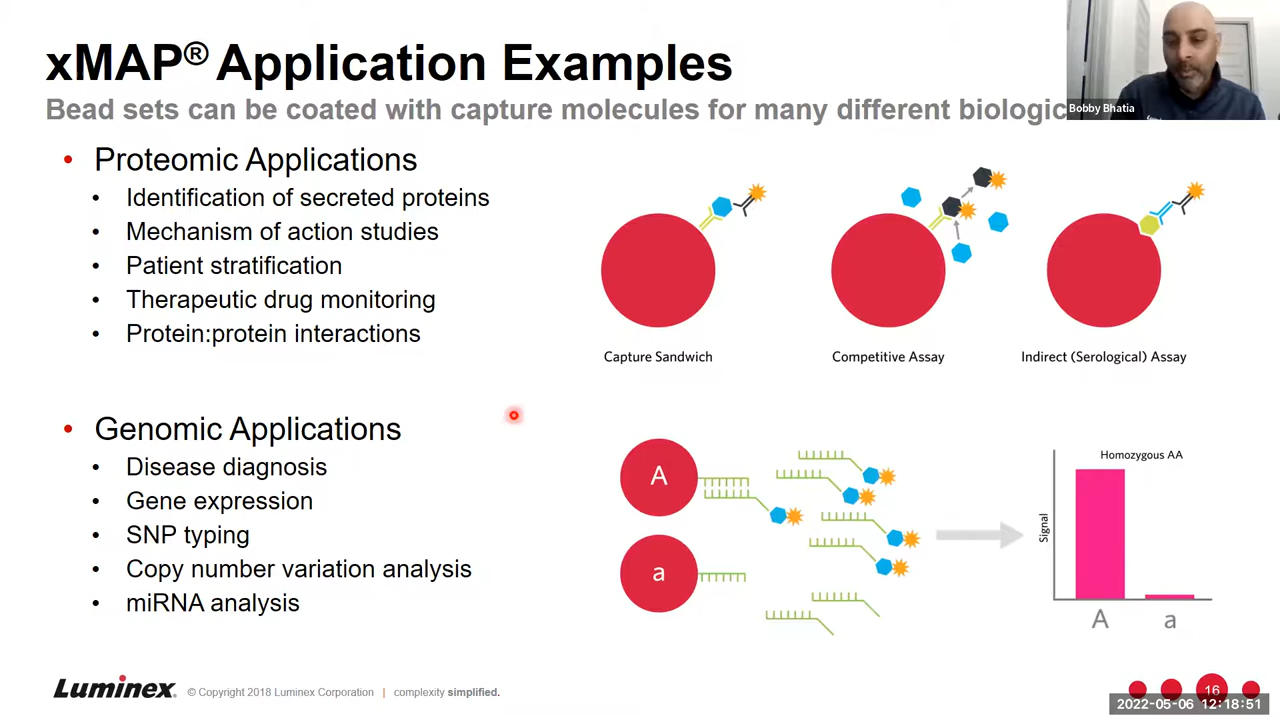 xMAP® Application Examples
Bead sets can be coated with capture molecules for many different biologic
Bobby Bhatia
• Proteomic Applications
• Identification of secreted proteins
• Mechanism of action studies
• Patient stratification
• Therapeutic drug monitoring
• Protein:protein interactions
Capture Sandwich
Competitive Assay
Indirect (Serological) Assay
• Genomic Applications
• Disease diagnosis
• Gene expression
• SNP typing
• Copy number variation analysis
• miRNA analysis
A
a
Homozygous AA
Signal
A
a
Luminex
© Copyright 2018 Luminex Corporation | complexity simplified.
16
2022-05-06 12:18:51